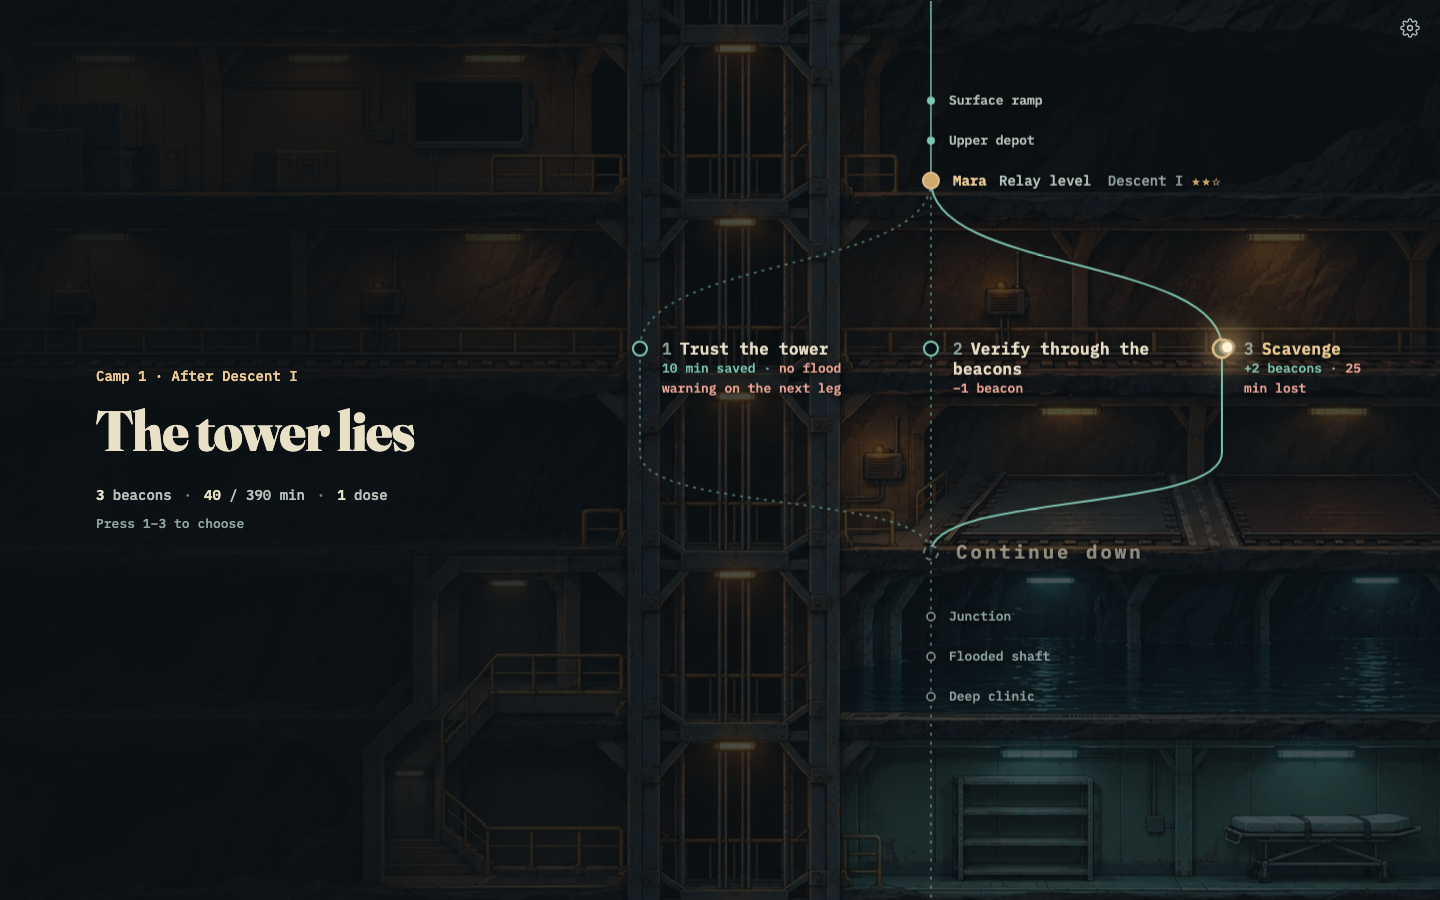 Surface ramp
Upper depot
Mara Relay level Descent I ★★☆
1 Trust the tower
10 min saved · no flood
warning on the next leg
2 Verify through the
beacons
−1 beacon
3 Scavenge
+2 beacons · 25
min lost
Camp 1 · After Descent I
The tower lies
3 beacons · 40 / 390 min · 1 dose
Press 1–3 to choose
Continue down
Junction
Flooded shaft
Deep clinic